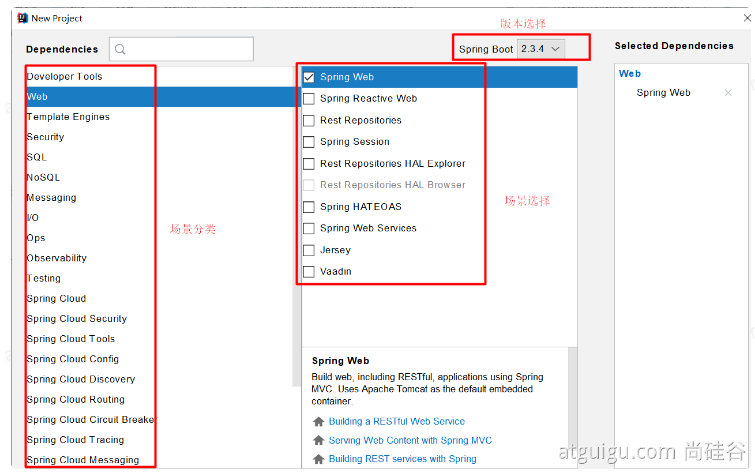 New Project
版本选择
Dependencies
Spring Boot 2.3.4
Selected Dependencies
Developer Tools
Web
Template Engines
Security
SQL
NoSQL
Messaging
I/O
Ops
Observability
Testing
Spring Cloud
Spring Cloud Security
Spring Cloud Tools
Spring Cloud Config
Spring Cloud Discovery
Spring Cloud Routing
Spring Cloud Circuit Breaker
Spring Cloud Tracing
Spring Cloud Messaging
场景分类
Spring Web
Spring Reactive Web
Rest Repositories
Spring Session
Rest Repositories HAL Explorer
Rest Repositories HAL Browser
Spring HATEOAS
Spring Web Services
Jersey
Vaadin
场景选择
Web
Spring Web
Spring Web
Build web, including RESTful, applications using Spring
MVC. Uses Apache Tomcat as the default embedded
container.
Building a RESTful Web Service
Serving Web Content with Spring MVC
Building REST services with Spring
atguigu.com 尚硅谷